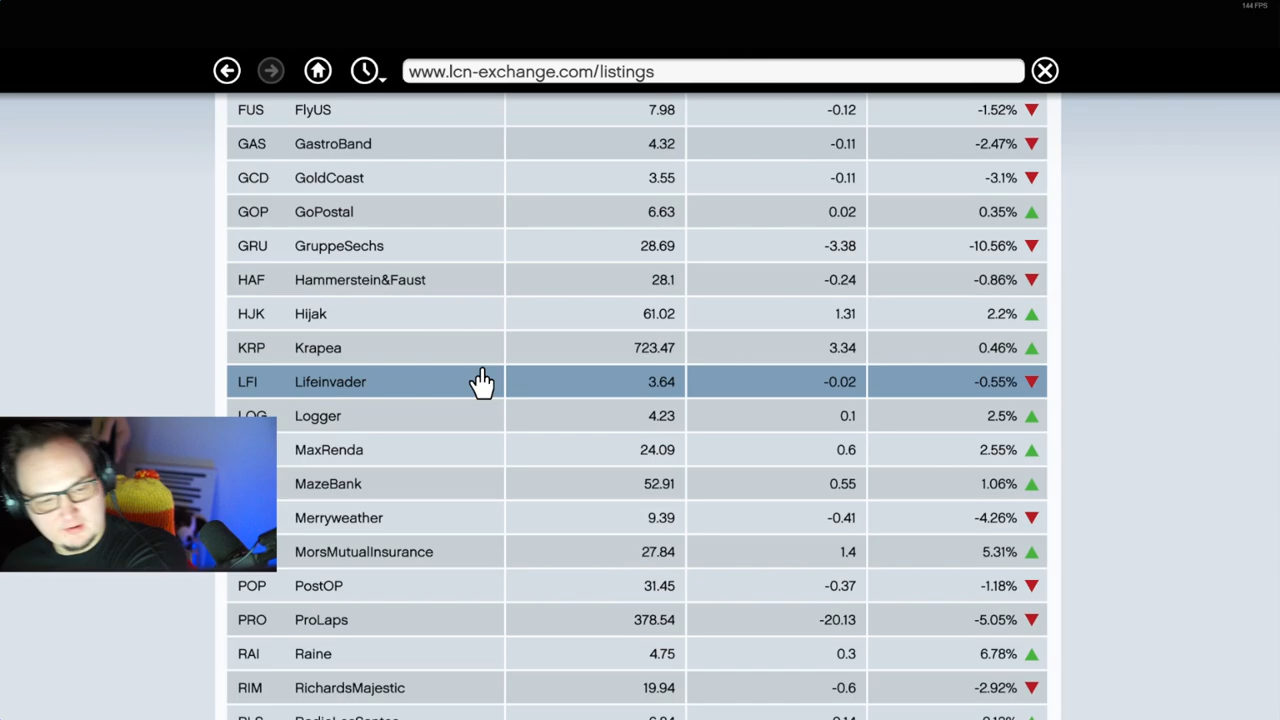 144 FPS
www.lcn-exchange.com/listings
FUS FlyUS 7.98 -0.12 -1.52%
GAS GastroBand 4.32 -0.11 -2.47%
GCD GoldCoast 3.55 -0.11 -3.1%
GOP GoPostal 6.63 0.02 0.35%
GRU GruppeSechs 28.69 -3.38 -10.56%
HAF Hammerstein&Faust 28.1 -0.24 -0.86%
HJK Hijak 61.02 1.31 2.2%
KRP Krapea 723.47 3.34 0.46%
LFI Lifeinvader 3.64 -0.02 -0.55%
LOG Logger 4.23 0.1 2.5%
MaxRenda 24.09 0.6 2.55%
MazeBank 52.91 0.55 1.06%
Merryweather 9.39 -0.41 -4.26%
MorsMutualInsurance 27.84 1.4 5.31%
POP PostOP 31.45 -0.37 -1.18%
PRO ProLaps 378.54 -20.13 -5.05%
RAI Raine 4.75 0.3 6.78%
RIM RichardsMajestic 19.94 -0.6 -2.92%